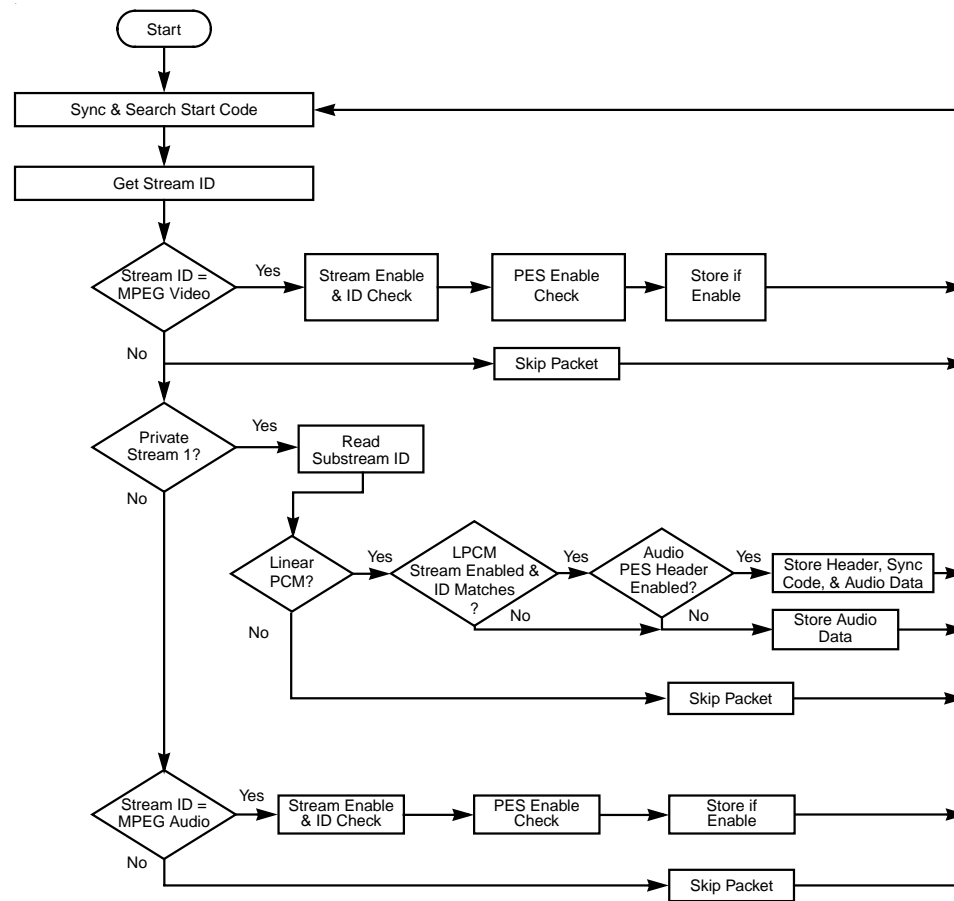 Start
Sync & Search Start Code
Get Stream ID
Stream ID =
MPEG Video
Yes
Stream Enable
& ID Check
PES Enable
Check
Store if
Enable
No
Skip Packet
Private
Stream 1?
Yes
Read
Substream ID
No
Linear
PCM?
Yes
LPCM
Stream Enabled &
ID Matches
?
Yes
Audio
PES Header
Enabled?
Yes
Store Header, Sync
Code, & Audio Data
No
No
No
Store Audio
Data
Skip Packet
Stream ID =
MPEG Audio
Yes
Stream Enable
& ID Check
PES Enable
Check
Store if
Enable
No
Skip Packet